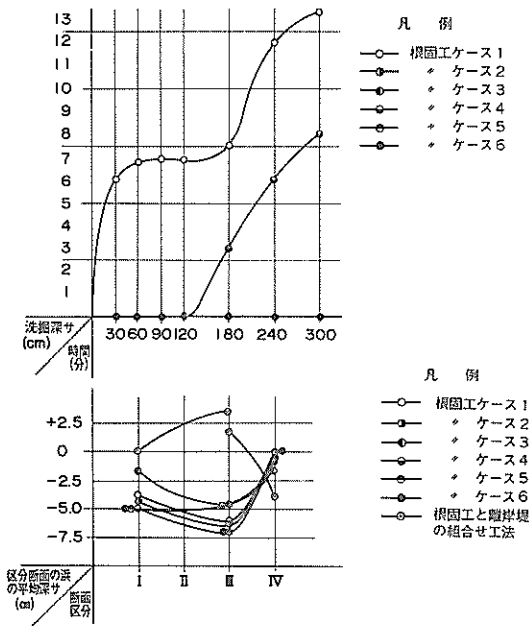 13
12
11
10
9
8
7
6
5
4
3
2
1
洗掘深サ
(cm)
時間
(分)
30 60 90 120 180 240 300
凡 例
根固工ケース1
〃 ケース2
〃 ケース3
〃 ケース4
〃 ケース5
〃 ケース6
+2.5
0
-2.5
-5.0
-7.5
区分断面の浜
の平均深サ
(cm)
断面
区分
I II III IV
凡 例
根固工ケース1
〃 ケース2
〃 ケース3
〃 ケース4
〃 ケース5
〃 ケース6
根固工と離岸堤
の組合せ工法